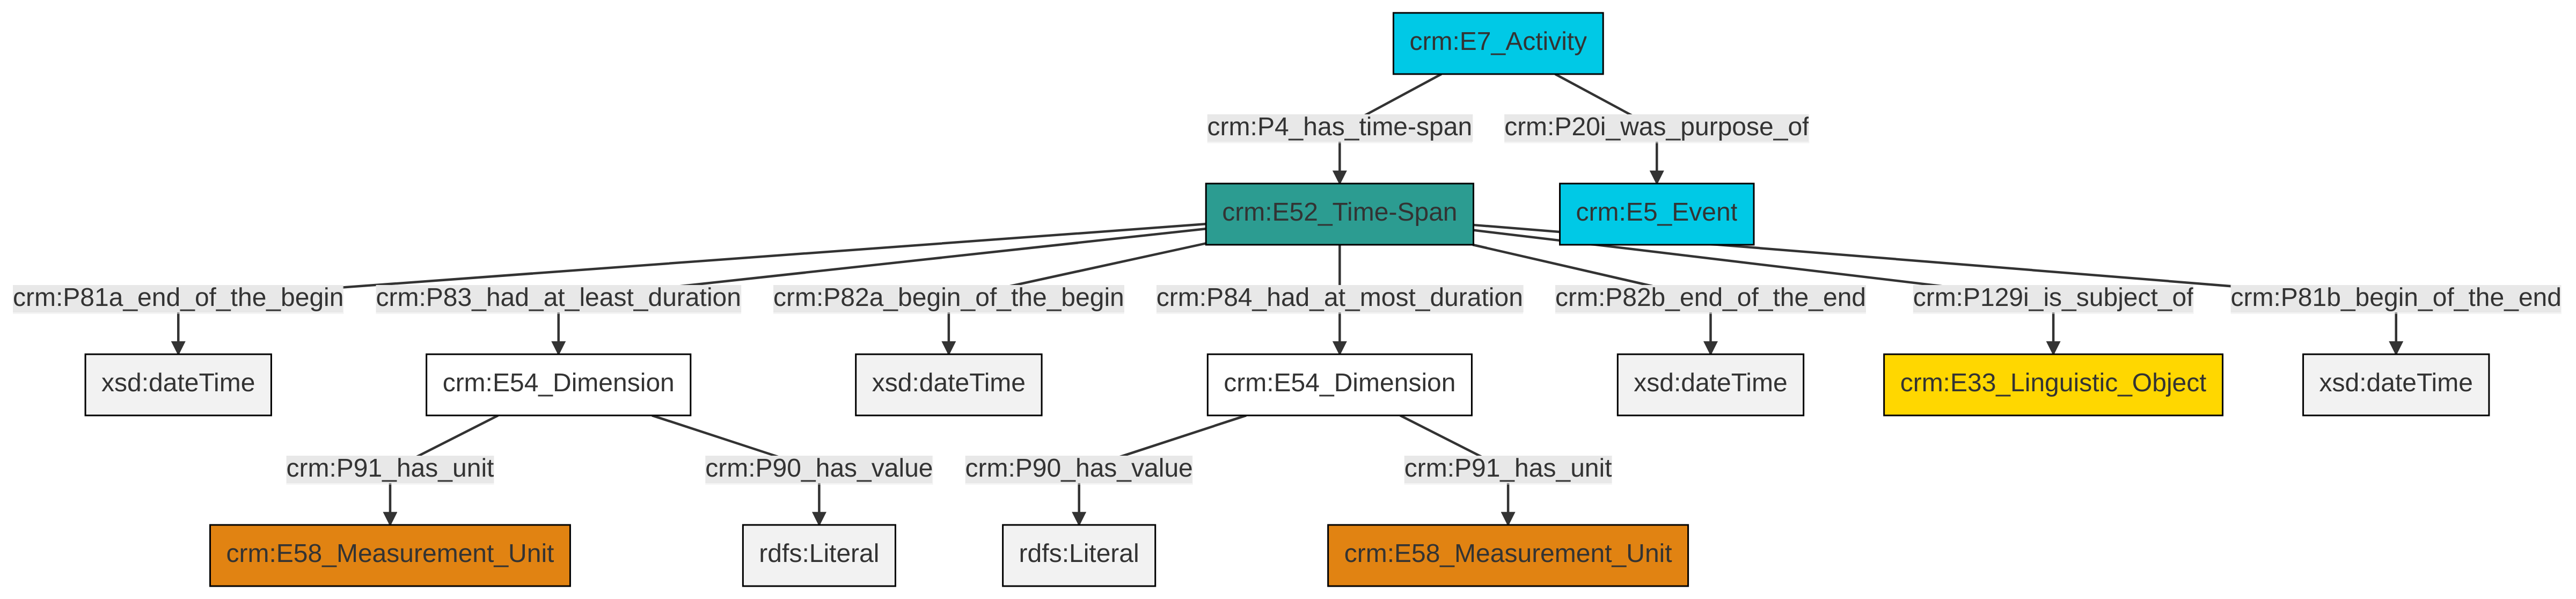 crm:E7_Activity
crm:P4_has_time-span
crm:P20i_was_purpose_of
crm:E52_Time-Span
crm:E5_Event
crm:P81a_end_of_the_begin
crm:P83_had_at_least_duration
crm:P82a_begin_of_the_begin
crm:P84_had_at_most_duration
crm:P82b_end_of_the_end
crm:P129i_is_subject_of
crm:P81b_begin_of_the_end
xsd:dateTime
crm:E54_Dimension
xsd:dateTime
crm:E54_Dimension
xsd:dateTime
crm:E33_Linguistic_Object
xsd:dateTime
crm:P91_has_unit
crm:P90_has_value
crm:P90_has_value
crm:P91_has_unit
crm:E58_Measurement_Unit
rdfs:Literal
rdfs:Literal
crm:E58_Measurement_Unit